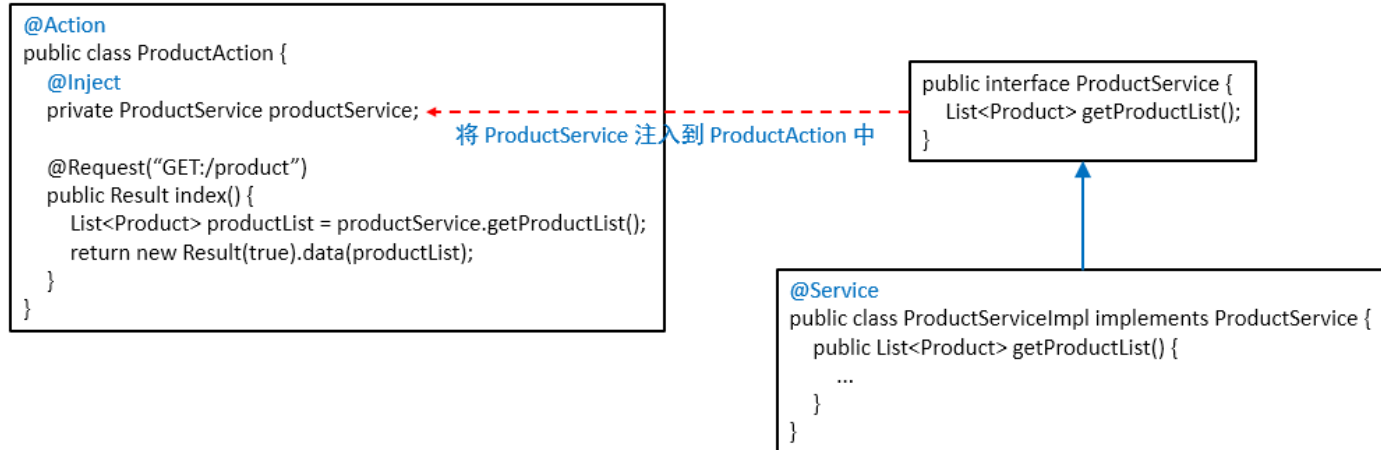 @Action
public class ProductAction {
@Inject
private ProductService productService;
@Request(“GET:/product”)
public Result index() {
List<Product> productList = productService.getProductList();
return new Result(true).data(productList);
}
}
将 ProductService 注入到 ProductAction 中
public interface ProductService {
List<Product> getProductList();
}
@Service
public class ProductServiceImpl implements ProductService {
public List<Product> getProductList() {
...
}
}